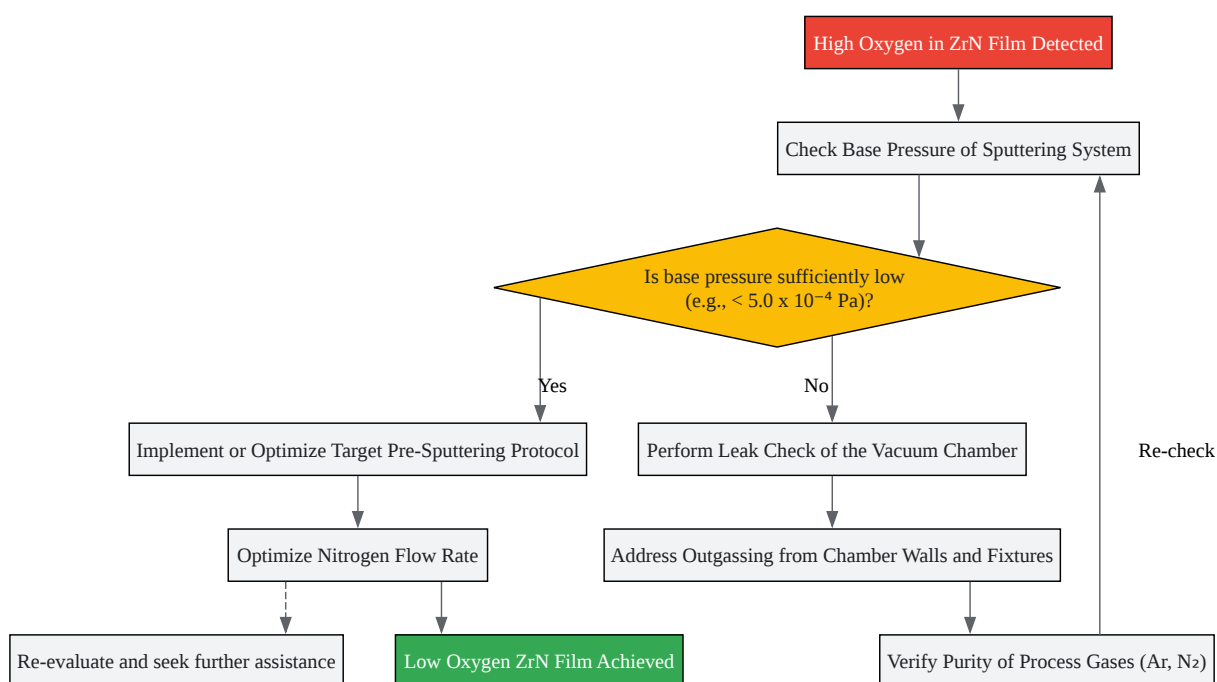 High Oxygen in ZrN Film Detected
Check Base Pressure of Sputtering System
Is base pressure sufficiently low
(e.g., < 5.0 x 10⁻⁴ Pa)?
Yes
No
Implement or Optimize Target Pre-Sputtering Protocol
Perform Leak Check of the Vacuum Chamber
Re-check
Optimize Nitrogen Flow Rate
Address Outgassing from Chamber Walls and Fixtures
Re-evaluate and seek further assistance
Low Oxygen ZrN Film Achieved
Verify Purity of Process Gases (Ar, N₂)